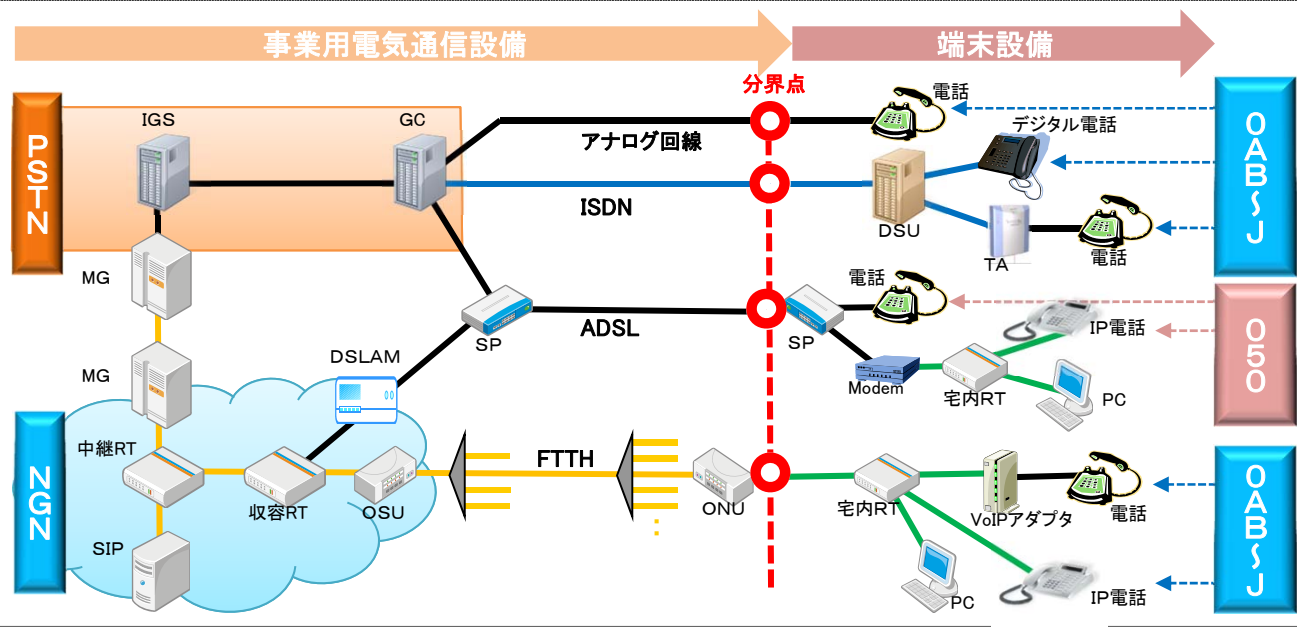 事業用電気通信設備
端末設備
分界点
PSTN
IGS
GC
アナログ回線
電話
デジタル電話
0AB～J
ISDN
DSU
TA
電話
MG
電話
SP
ADSL
SP
IP電話
050
MG
DSLAM
Modem
宅内RT
PC
NGN
中継RT
収容RT
OSU
FTTH
ONU
宅内RT
VoIPアダプタ
電話
0AB～J
SIP
PC
IP電話